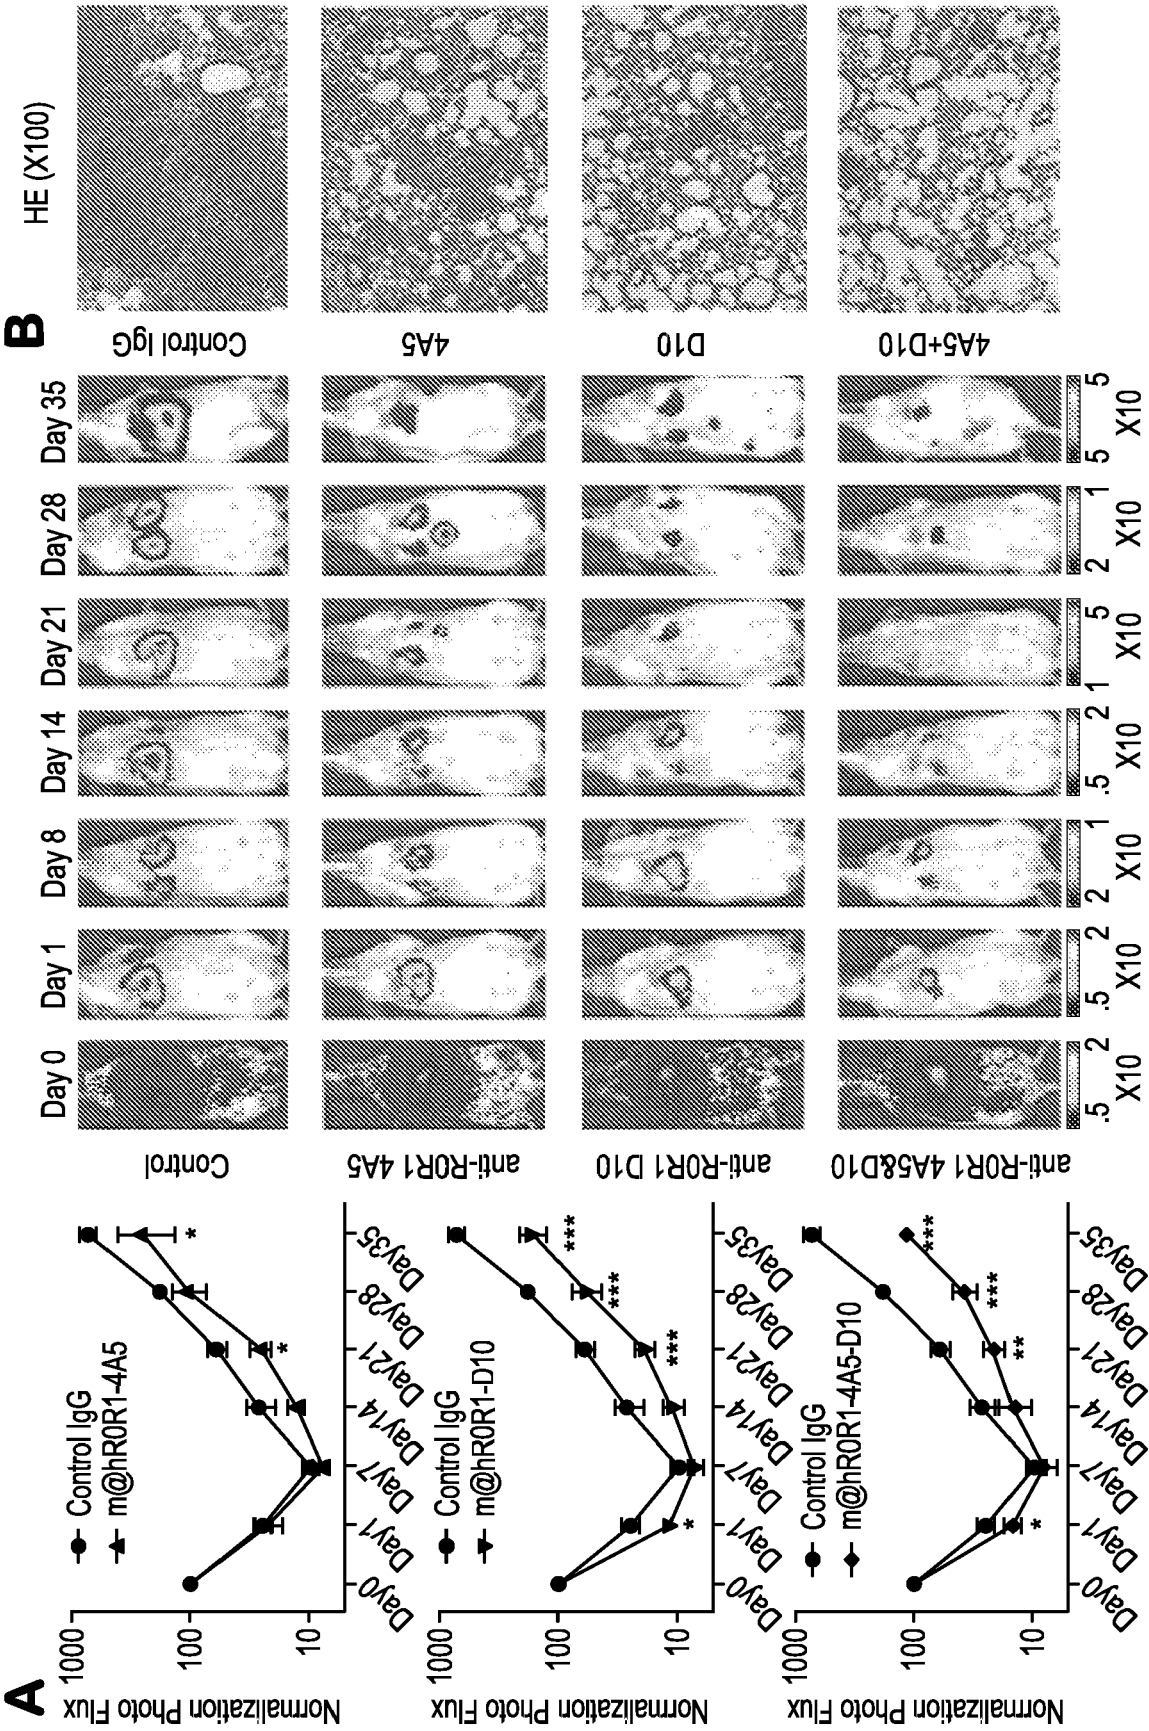 A
Normalization Photo Flux
1000
100
10
Control IgG
m@hR0R1-4A5
*
*
Day0
Day1
Day7
Day14
Day21
Day28
Day35
Normalization Photo Flux
1000
100
10
Control IgG
m@hR0R1-D10
*
***
***
***
Day0
Day1
Day7
Day14
Day21
Day28
Day35
Normalization Photo Flux
1000
100
10
Control IgG
m@hR0R1-4A5-D10
*
**
***
***
Day0
Day1
Day7
Day14
Day21
Day28
Day35
Day 0
Day 1
Day 8
Day 14
Day 21
Day 28
Day 35
Control
anti-R0R1 4A5
anti-R0R1 D10
anti-R0R1 4A5&D10
.5 2
X10
.5 2
X10
2 1
X10
.5 2
X10
1 5
X10
2 1
X10
5 5
X10
B
HE (X100)
Control IgG
4A5
D10
4A5+D10